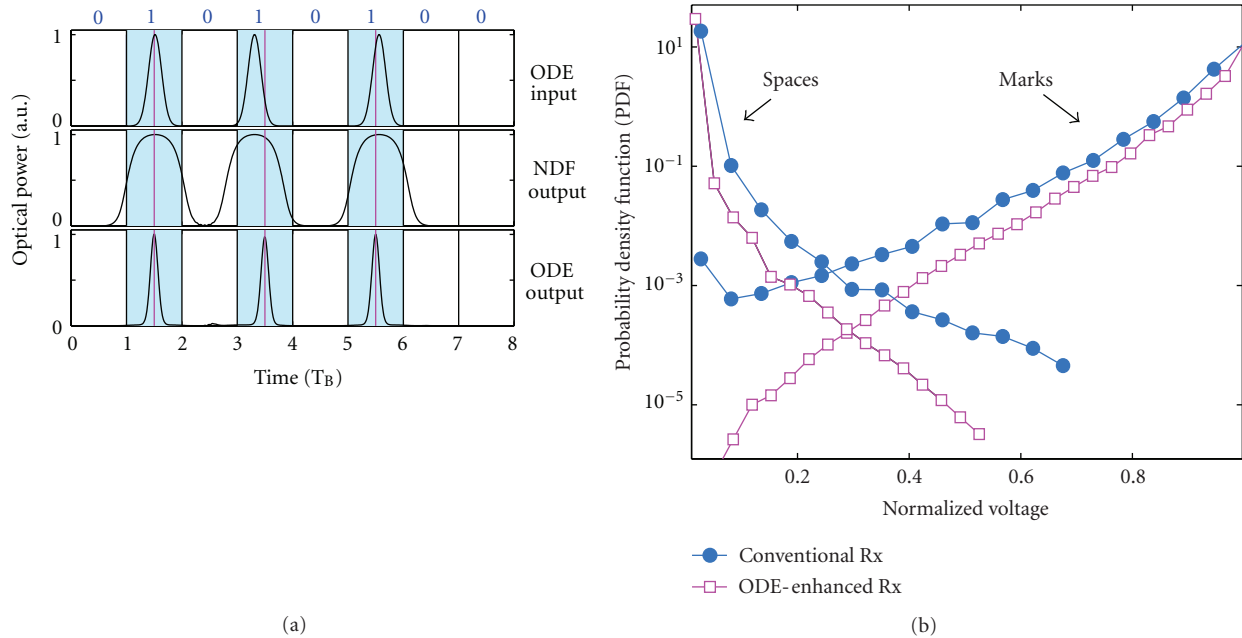 0 1 0 1 0 1 0 0
1
0
ODE
input
1
0
NDF
output
1
0
ODE
output
Optical power (a.u.)
0 1 2 3 4 5 6 7 8
Time (TB)
(a)
10¹
10⁻¹
10⁻³
10⁻⁵
Probability density function (PDF)
Spaces
Marks
0.2 0.4 0.6 0.8
Normalized voltage
Conventional Rx
ODE-enhanced Rx
(b)